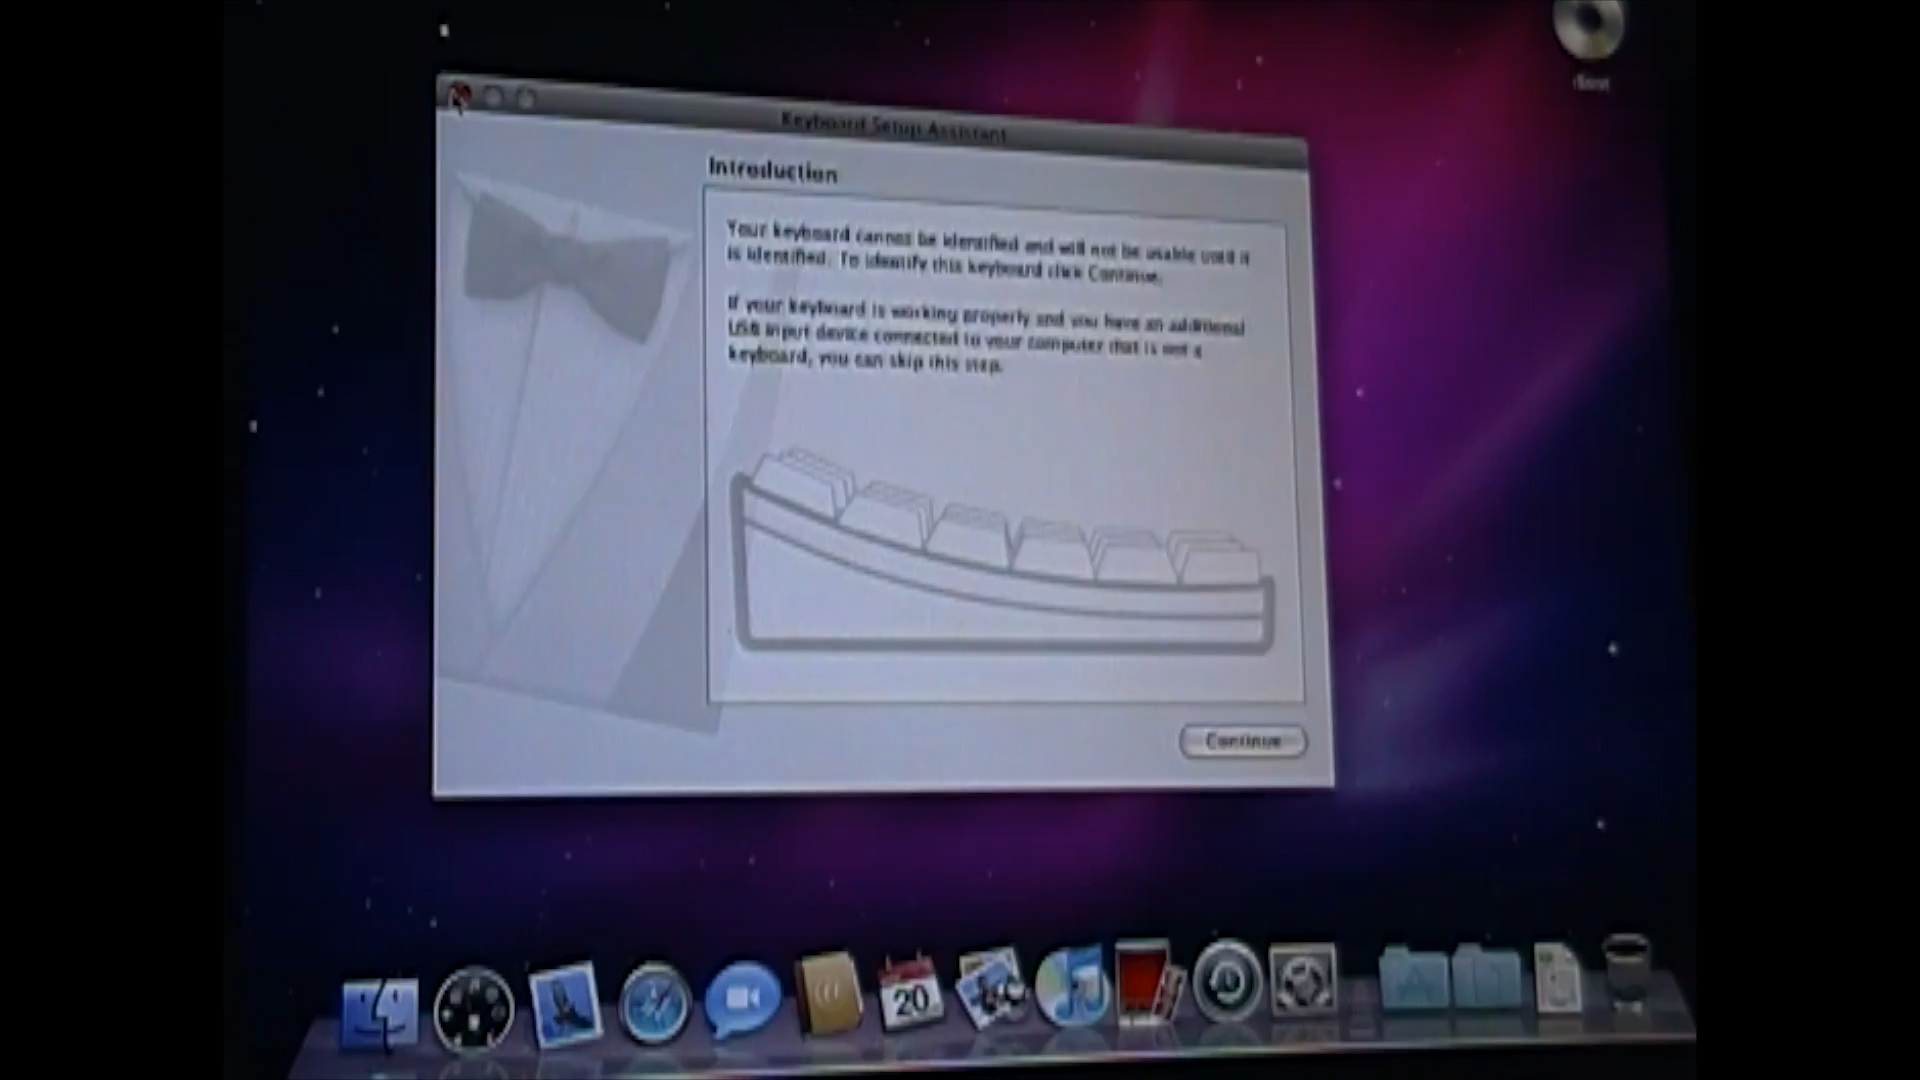 Keyboard Setup Assistant
Introduction
Your keyboard cannot be identified and will not be usable until it
is identified. To identify this keyboard click Continue.
If your keyboard is working properly and you have an additional
USB input device connected to your computer that is not a
keyboard, you can skip this step.
Continue
20